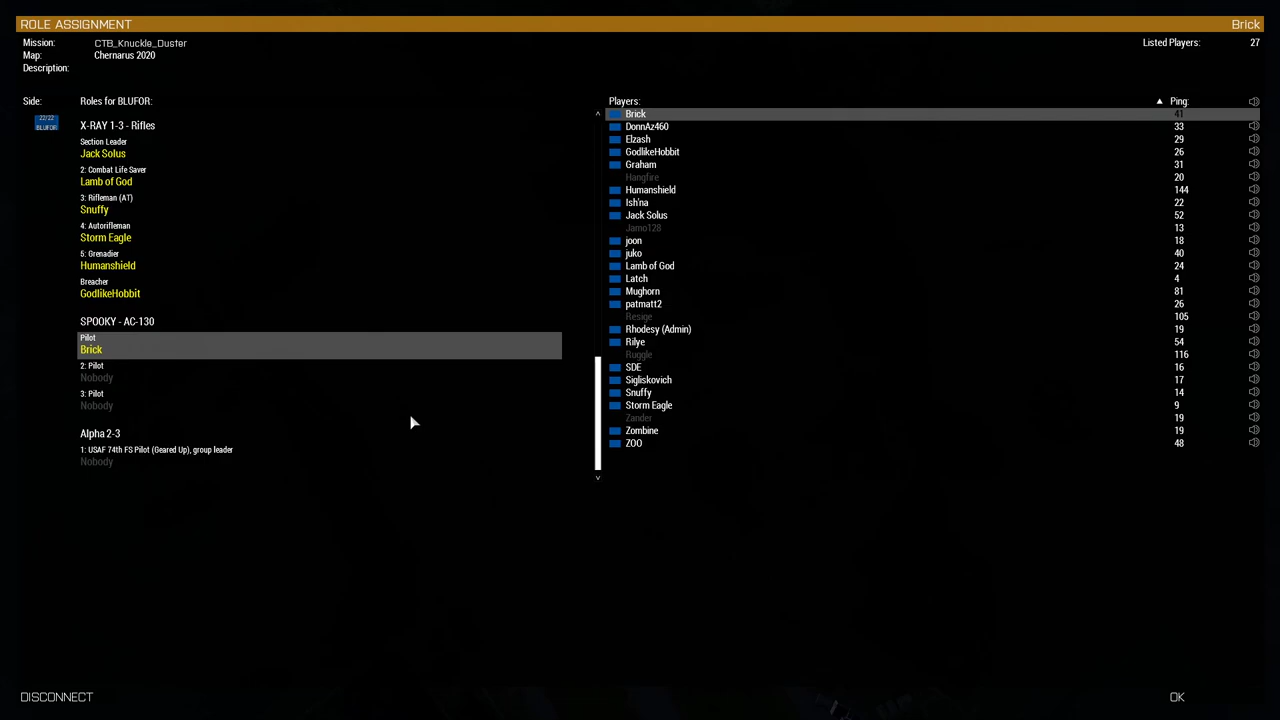 ROLE ASSIGNMENT
Brick
Mission: CTB_Knuckle_Duster
Listed Players: 27
Map: Chernarus 2020
Description:
Side:
22/22
BLUFOR
Roles for BLUFOR:
X-RAY 1-3 - Rifles
Section Leader
Jack Solus
2: Combat Life Saver
Lamb of God
3: Rifleman (AT)
Snuffy
4: Autorifleman
Storm Eagle
5: Grenadier
Humanshield
Breacher
GodlikeHobbit
SPOOKY - AC-130
Pilot
Brick
2: Pilot
Nobody
3: Pilot
Nobody
Alpha 2-3
1: USAF 74th FS Pilot (Geared Up), group leader
Nobody
Players: Ping:
Brick 41
DonnAz460 33
Elzash 29
GodlikeHobbit 26
Graham 31
Hangfire 20
Humanshield 144
Ish'na 22
Jack Solus 52
Jamo128 13
joon 18
juko 40
Lamb of God 24
Latch 4
Mughorn 81
patmatt2 26
Resige 105
Rhodesy (Admin) 19
Rilye 54
Ruggle 116
SDE 16
Sigliskovich 17
Snuffy 14
Storm Eagle 9
Zander 19
Zombine 19
ZOO 48
DISCONNECT
OK